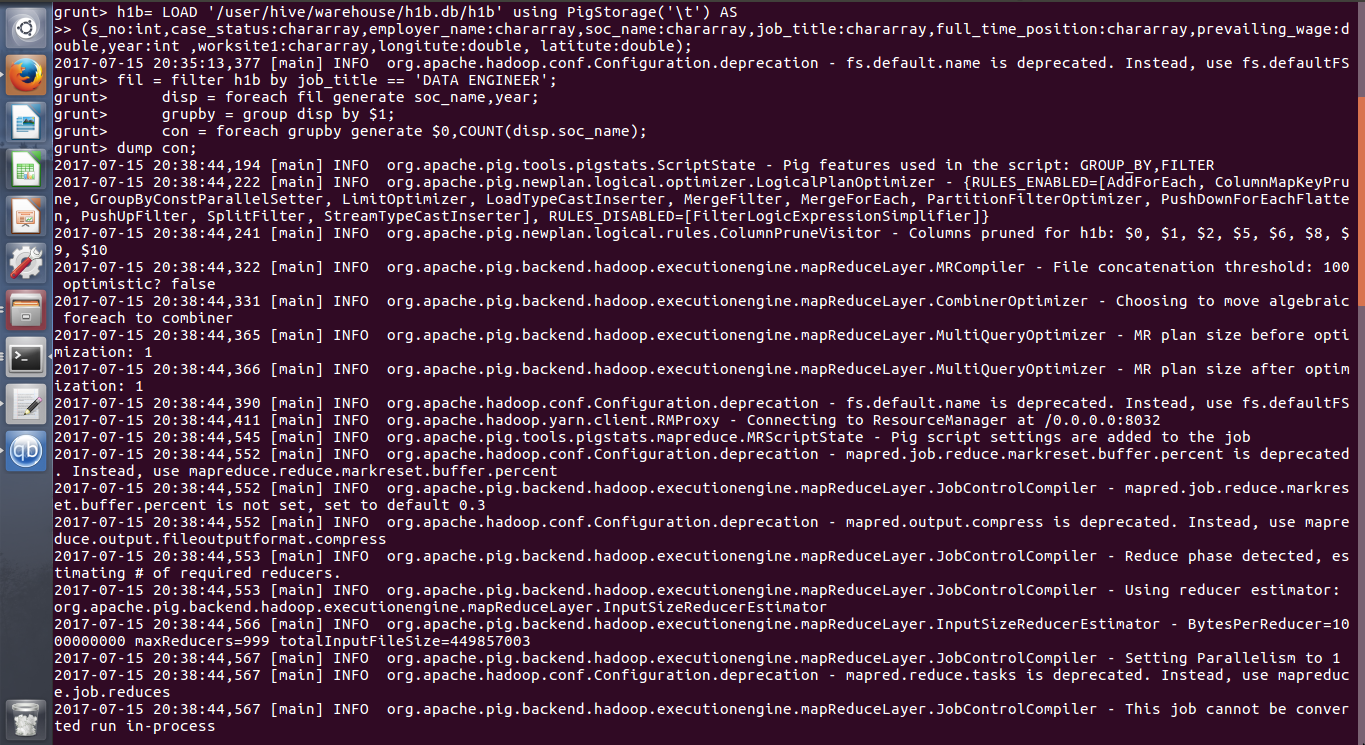 grunt> h1b= LOAD '/user/hive/warehouse/h1b.db/h1b' using PigStorage('\t') AS
>> (s_no:int,case_status:chararray,employer_name:chararray,soc_name:chararray,job_title:chararray,full_time_position:chararray,prevailing_wage:d
ouble,year:int ,worksite1:chararray,longitute:double, latitute:double);
2017-07-15 20:35:13,377 [main] INFO  org.apache.hadoop.conf.Configuration.deprecation - fs.default.name is deprecated. Instead, use fs.defaultFS
grunt> fil = filter h1b by job_title == 'DATA ENGINEER';
grunt>      disp = foreach fil generate soc_name,year;
grunt>      grupby = group disp by $1;
grunt>      con = foreach grupby generate $0,COUNT(disp.soc_name);
grunt> dump con;
2017-07-15 20:38:44,194 [main] INFO  org.apache.pig.tools.pigstats.ScriptState - Pig features used in the script: GROUP_BY,FILTER
2017-07-15 20:38:44,222 [main] INFO  org.apache.pig.newplan.logical.optimizer.LogicalPlanOptimizer - {RULES_ENABLED=[AddForEach, ColumnMapKeyPru
ne, GroupByConstParallelSetter, LimitOptimizer, LoadTypeCastInserter, MergeFilter, MergeForEach, PartitionFilterOptimizer, PushDownForEachFlatte
n, PushUpFilter, SplitFilter, StreamTypeCastInserter], RULES_DISABLED=[FilterLogicExpressionSimplifier]}
2017-07-15 20:38:44,241 [main] INFO  org.apache.pig.newplan.logical.rules.ColumnPruneVisitor - Columns pruned for h1b: $0, $1, $2, $5, $6, $8, $
9, $10
2017-07-15 20:38:44,322 [main] INFO  org.apache.pig.backend.hadoop.executionengine.mapReduceLayer.MRCompiler - File concatenation threshold: 100
 optimistic? false
2017-07-15 20:38:44,331 [main] INFO  org.apache.pig.backend.hadoop.executionengine.mapReduceLayer.CombinerOptimizer - Choosing to move algebraic
 foreach to combiner
2017-07-15 20:38:44,365 [main] INFO  org.apache.pig.backend.hadoop.executionengine.mapReduceLayer.MultiQueryOptimizer - MR plan size before opti
mization: 1
2017-07-15 20:38:44,366 [main] INFO  org.apache.pig.backend.hadoop.executionengine.mapReduceLayer.MultiQueryOptimizer - MR plan size after optim
ization: 1
2017-07-15 20:38:44,390 [main] INFO  org.apache.hadoop.conf.Configuration.deprecation - fs.default.name is deprecated. Instead, use fs.defaultFS
2017-07-15 20:38:44,411 [main] INFO  org.apache.hadoop.yarn.client.RMProxy - Connecting to ResourceManager at /0.0.0.0:8032
2017-07-15 20:38:44,545 [main] INFO  org.apache.pig.tools.pigstats.mapreduce.MRScriptState - Pig script settings are added to the job
2017-07-15 20:38:44,552 [main] INFO  org.apache.hadoop.conf.Configuration.deprecation - mapred.job.reduce.markreset.buffer.percent is deprecated
. Instead, use mapreduce.reduce.markreset.buffer.percent
2017-07-15 20:38:44,552 [main] INFO  org.apache.pig.backend.hadoop.executionengine.mapReduceLayer.JobControlCompiler - mapred.job.reduce.markres
et.buffer.percent is not set, set to default 0.3
2017-07-15 20:38:44,552 [main] INFO  org.apache.hadoop.conf.Configuration.deprecation - mapred.output.compress is deprecated. Instead, use mapre
duce.output.fileoutputformat.compress
2017-07-15 20:38:44,553 [main] INFO  org.apache.pig.backend.hadoop.executionengine.mapReduceLayer.JobControlCompiler - Reduce phase detected, es
timating # of required reducers.
2017-07-15 20:38:44,553 [main] INFO  org.apache.pig.backend.hadoop.executionengine.mapReduceLayer.JobControlCompiler - Using reducer estimator:
org.apache.pig.backend.hadoop.executionengine.mapReduceLayer.InputSizeReducerEstimator
2017-07-15 20:38:44,566 [main] INFO  org.apache.pig.backend.hadoop.executionengine.mapReduceLayer.InputSizeReducerEstimator - BytesPerReducer=10
00000000 maxReducers=999 totalInputFileSize=449857003
2017-07-15 20:38:44,567 [main] INFO  org.apache.pig.backend.hadoop.executionengine.mapReduceLayer.JobControlCompiler - Setting Parallelism to 1
2017-07-15 20:38:44,567 [main] INFO  org.apache.hadoop.conf.Configuration.deprecation - mapred.reduce.tasks is deprecated. Instead, use mapreduc
e.job.reduces
2017-07-15 20:38:44,567 [main] INFO  org.apache.pig.backend.hadoop.executionengine.mapReduceLayer.JobControlCompiler - This job cannot be conver
ted run in-process
qb